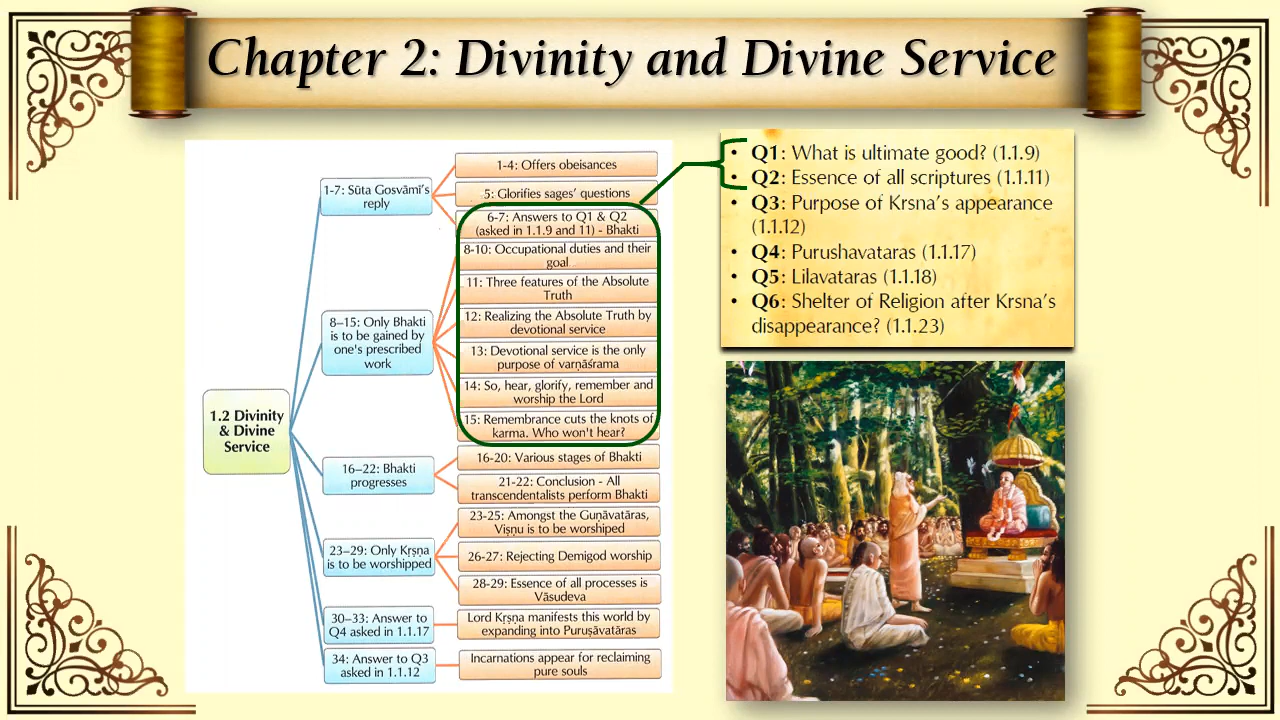 Chapter 2: Divinity and Divine Service
1.2 Divinity
& Divine
Service
1-7: Sūta Gosvāmī's
reply
1-4: Offers obeisances
5: Glorifies sages' questions
6-7: Answers to Q1 & Q2
(asked in 1.1.9 and 11) - Bhakti
8–15: Only Bhakti
is to be gained by
one's prescribed
work
8-10: Occupational duties and their
goal
11: Three features of the Absolute
Truth
12: Realizing the Absolute Truth by
devotional service
13: Devotional service is the only
purpose of varṇāśrama
14: So, hear, glorify, remember and
worship the Lord
15: Remembrance cuts the knots of
karma. Who won't hear?
16–22: Bhakti
progresses
16-20: Various stages of Bhakti
21-22: Conclusion - All
transcendentalists perform Bhakti
23–29: Only Kṛṣṇa
is to be worshipped
23-25: Amongst the Guṇāvatāras,
Viṣṇu is to be worshiped
26-27: Rejecting Demigod worship
28-29: Essence of all processes is
Vāsudeva
30–33: Answer to
Q4 asked in 1.1.17
Lord Kṛṣṇa manifests this world by
expanding into Puruṣāvatāras
34: Answer to Q3
asked in 1.1.12
Incarnations appear for reclaiming
pure souls
• Q1: What is ultimate good? (1.1.9)
• Q2: Essence of all scriptures (1.1.11)
• Q3: Purpose of Krsna's appearance
(1.1.12)
• Q4: Purushavataras (1.1.17)
• Q5: Lilavataras (1.1.18)
• Q6: Shelter of Religion after Krsna's
disappearance? (1.1.23)